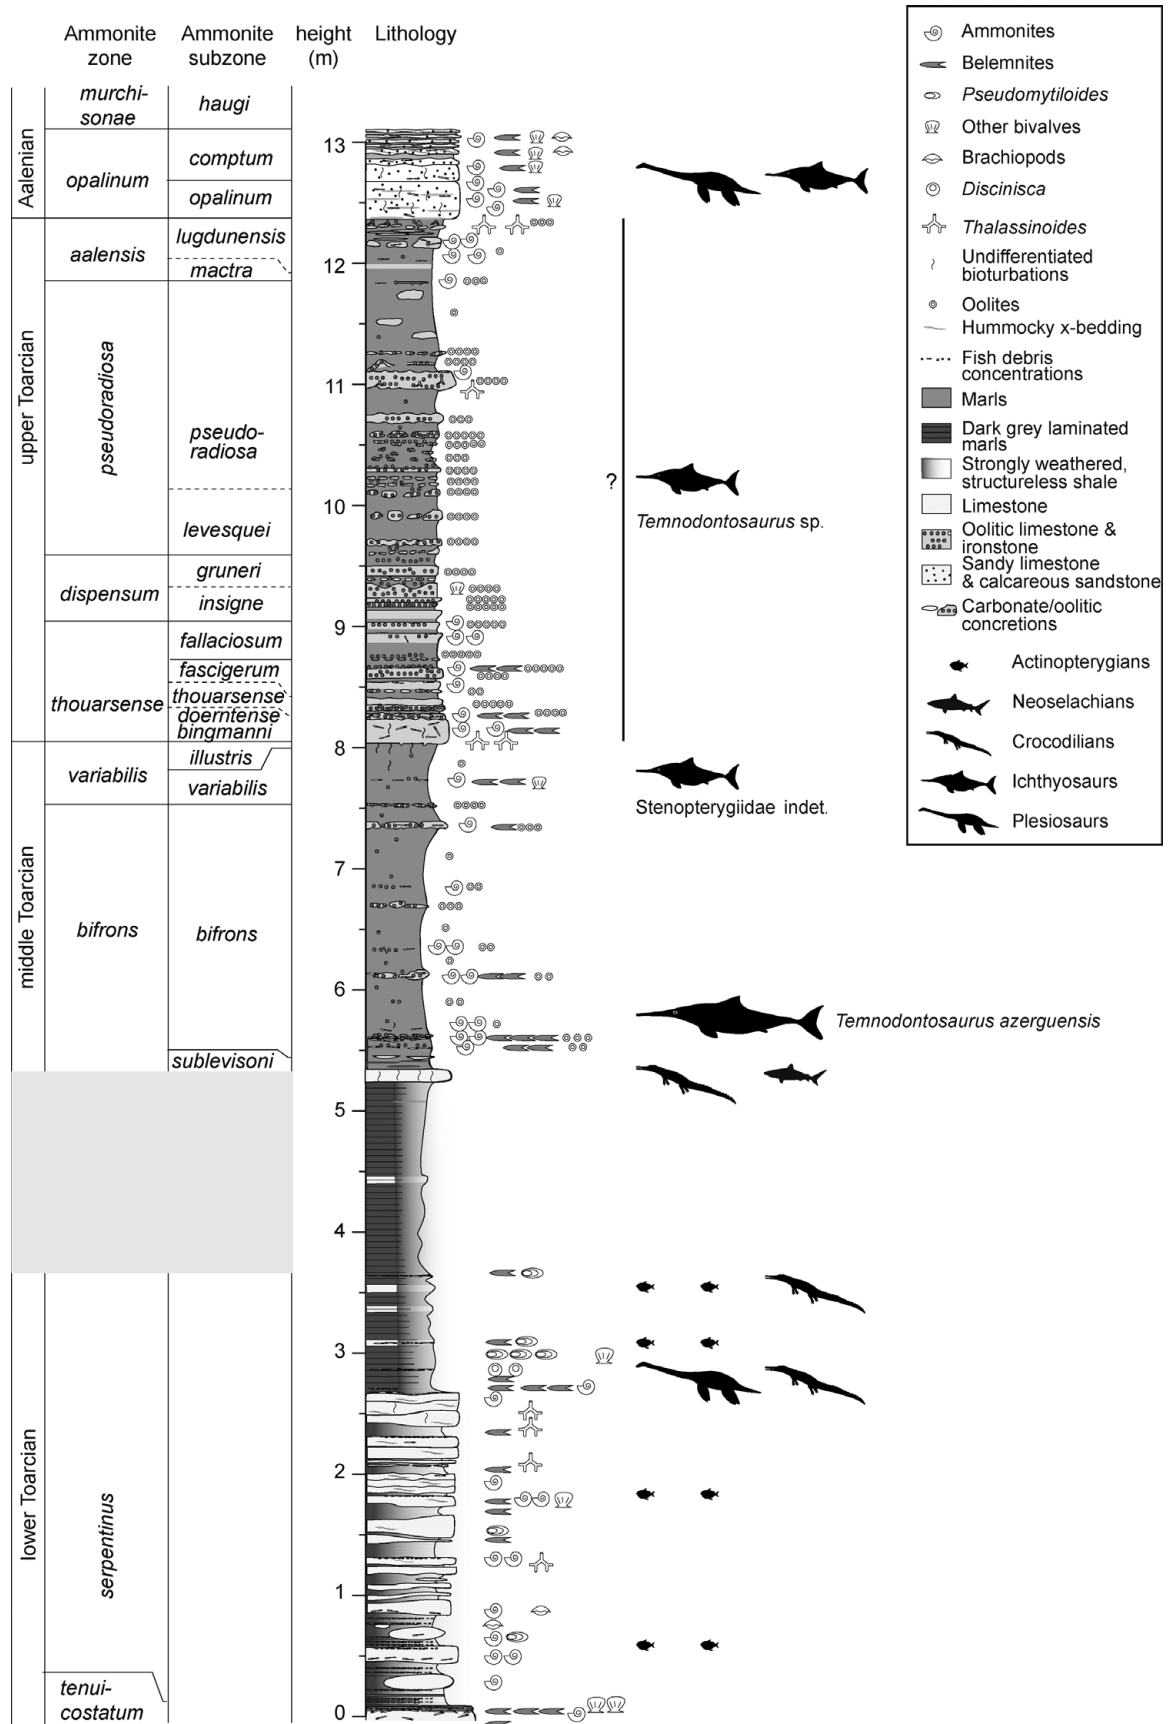 Ammonite zone
Ammonite subzone
height (m)
Lithology
Aalenian
upper Toarcian
middle Toarcian
lower Toarcian
murchi-
sonae
opalinum
aalensis
pseudoradiosa
dispensum
thouarsense
variabilis
bifrons
serpentinus
tenui-
costatum
haugi
comptum
opalinum
lugdunensis
mactra
pseudo-
radiosa
levesquei
gruneri
insigne
fallaciosum
fascigerum
thouarsense
doerntense
bingmanni
illustris
variabilis
bifrons
sublevisoni
13
12
11
10
9
8
7
6
5
4
3
2
1
0
?
Temnodontosaurus sp.
Stenopterygiidae indet.
Temnodontosaurus azerguensis
Ammonites
Belemnites
Pseudomytiloides
Other bivalves
Brachiopods
Discinisca
Thalassinoides
Undifferentiated
bioturbations
Oolites
Hummocky x-bedding
Fish debris
concentrations
Marls
Dark grey laminated
marls
Strongly weathered,
structureless shale
Limestone
Oolitic limestone &
ironstone
Sandy limestone
& calcareous sandstone
Carbonate/oolitic
concretions
Actinopterygians
Neoselachians
Crocodilians
Ichthyosaurs
Plesiosaurs